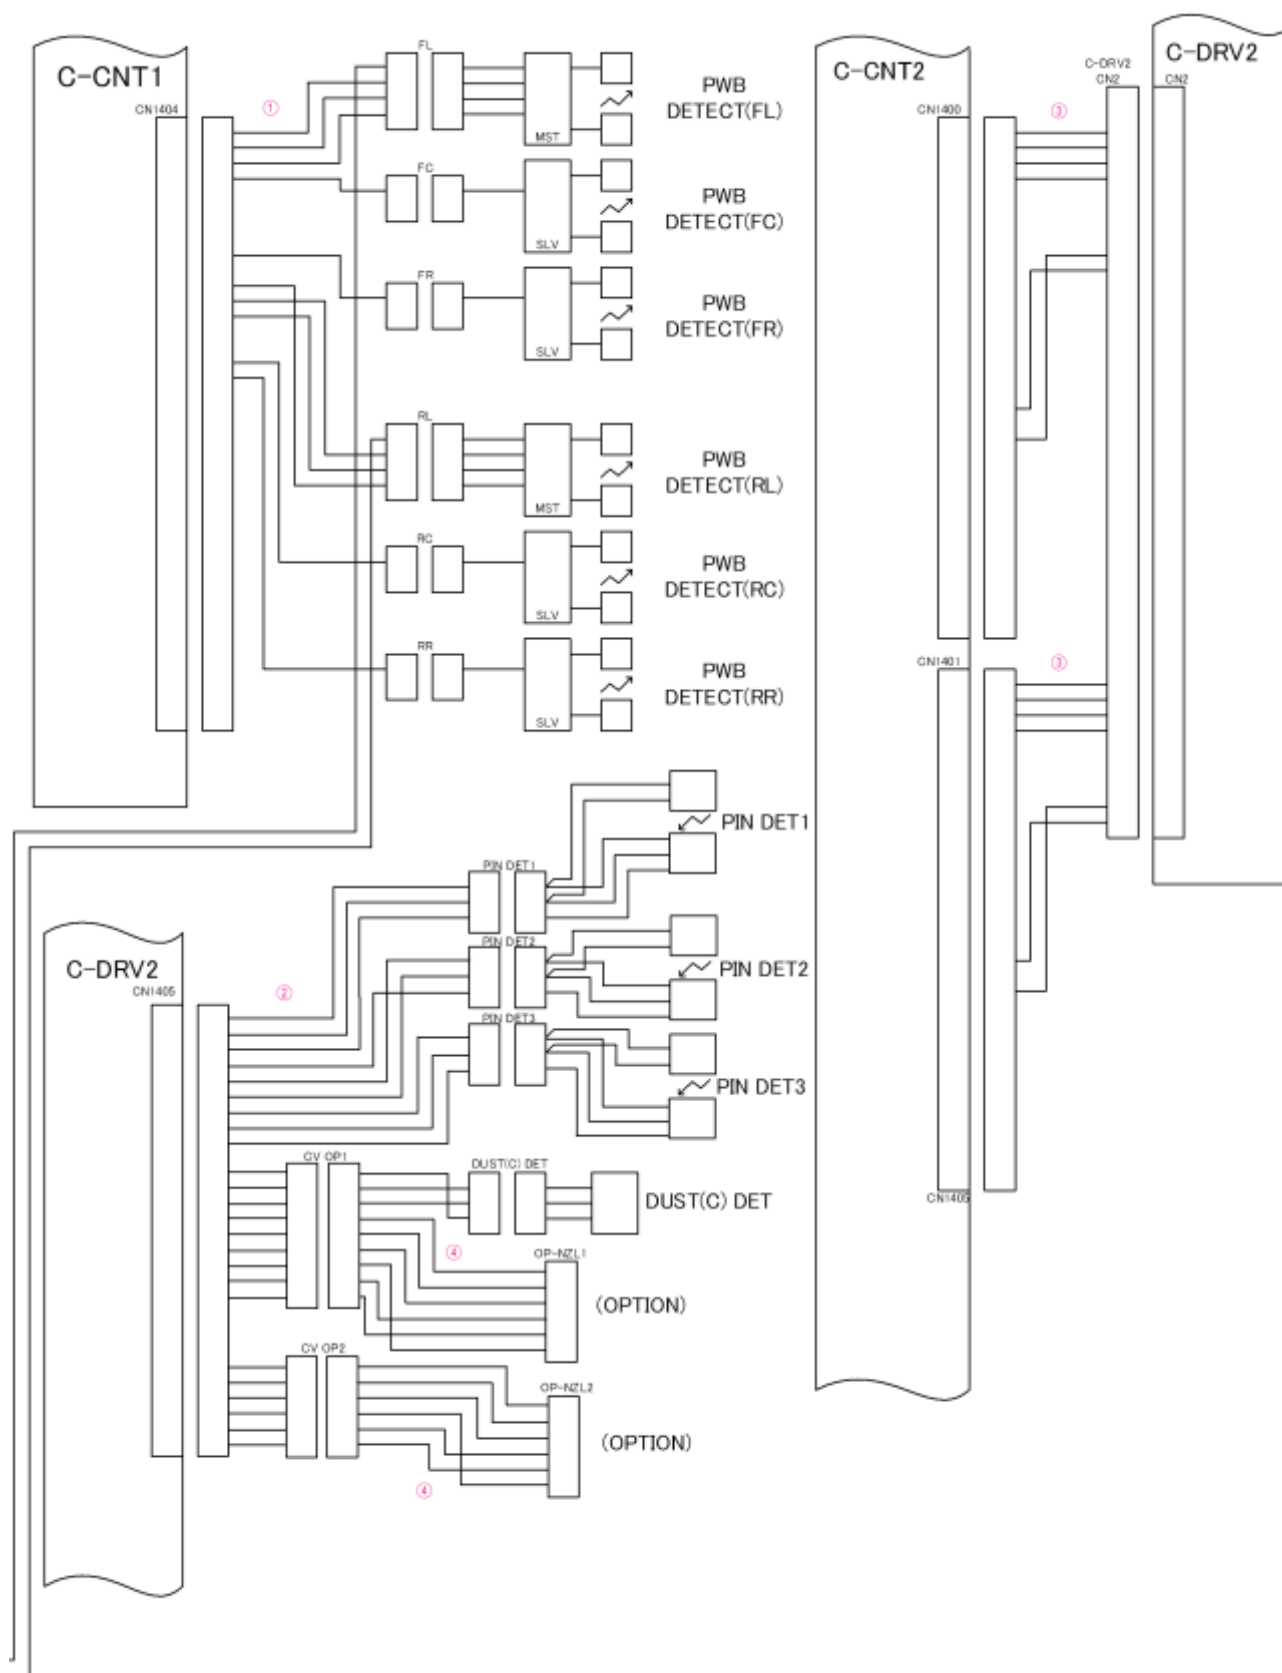 C-CNT1
CN1404
①
FL
MST
PWB
DETECT(FL)
FC
SLV
PWB
DETECT(FC)
FR
SLV
PWB
DETECT(FR)
RL
MST
PWB
DETECT(RL)
RC
SLV
PWB
DETECT(RC)
RR
SLV
PWB
DETECT(RR)
C-CNT2
CN1400
③
C-DRV2
CN2
C-DRV2
CN2
CN1401
③
CN1405
C-DRV2
CN1405
②
PIN DET1
PIN DET1
PIN DET2
PIN DET2
PIN DET3
PIN DET3
CV OP1
DUST(C) DET
DUST(C) DET
④
OP-NZL1
(OPTION)
CV OP2
OP-NZL2
(OPTION)
④